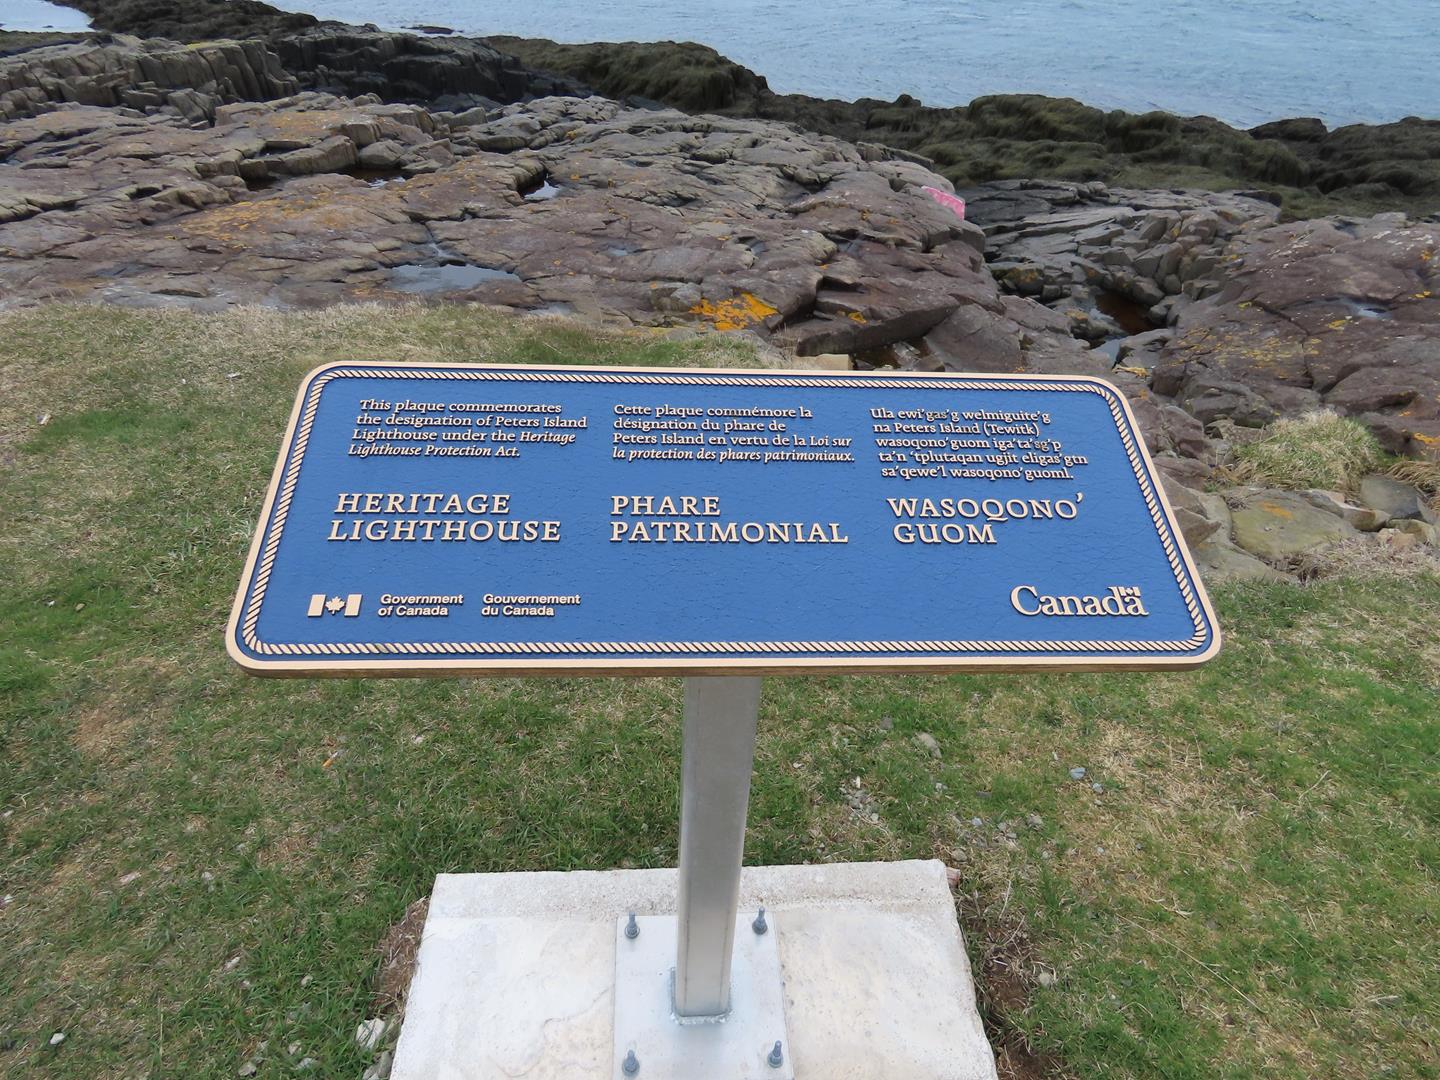 This plaque commemorates
the designation of Peters Island
Lighthouse under the Heritage
Lighthouse Protection Act.
HERITAGE
LIGHTHOUSE
Cette plaque commémore la
désignation du phare de
Peters Island en vertu de la Loi sur
la protection des phares patrimoniaux.
PHARE
PATRIMONIAL
Ula ewi'gas'g welmiguite'g
na Peters Island (Tewitk)
wasoqono'guom iga'ta'sg'p
ta'n 'tplutaqan ugjit eligas'gtn
sa'qewe'l wasoqono'guoml.
WASOQONO'
GUOM
Government
of Canada
Gouvernement
du Canada
Canada